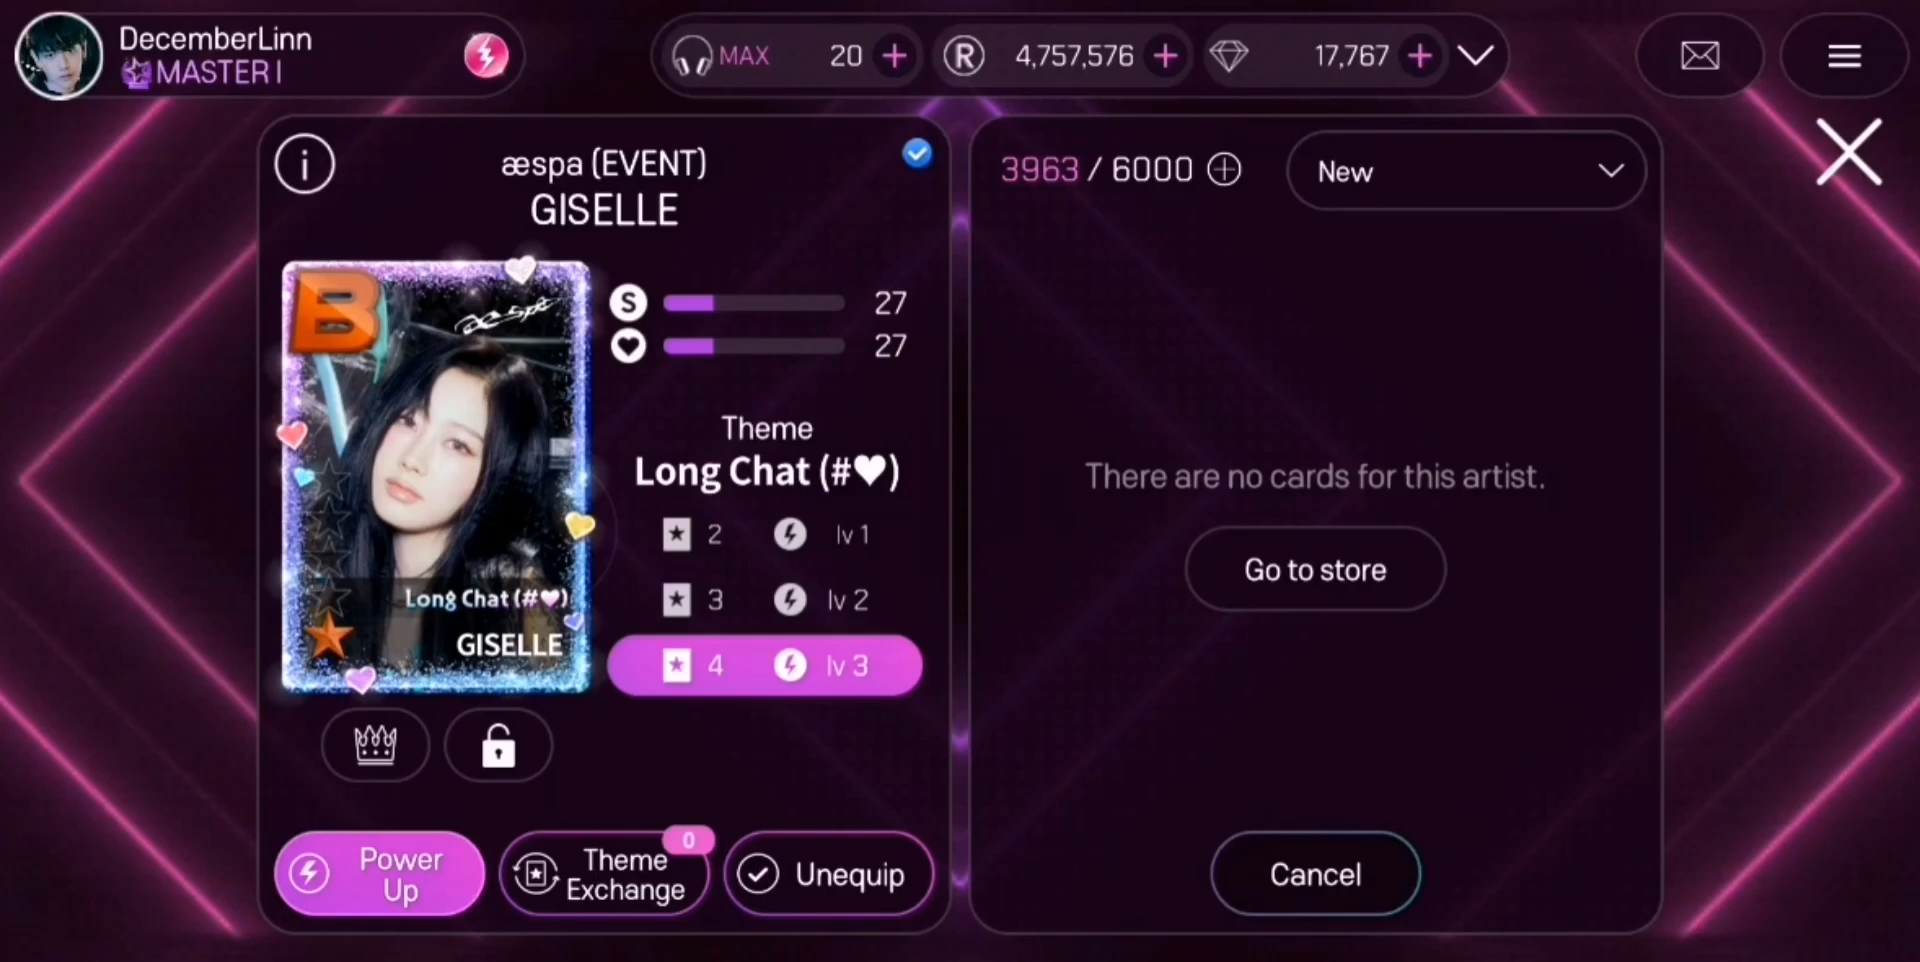 DecemberLinn
MASTER I
MAX 20
R 4,757,576
17,767
i
æspa (EVENT)
GISELLE
B
aespa
S 27
27
Theme
Long Chat (#♥)
2 lv 1
3 lv 2
4 lv 3
Long Chat (#♥)
GISELLE
Power
Up
0
Theme
Exchange
Unequip
3963 / 6000
New
There are no cards for this artist.
Go to store
Cancel